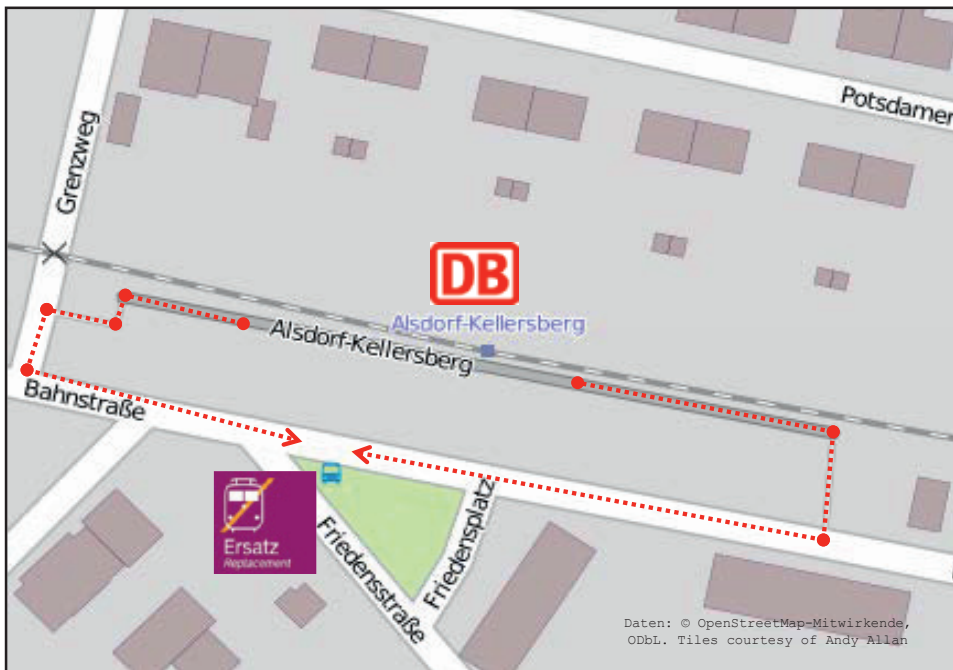 Potsdamer
Grenzweg
DB
Alsdorf-Kellersberg
Alsdorf-Kellersberg
Bahnstraße
Ersatz
Replacement
Friedensstraße
Friedensplatz
Daten: © OpenStreetMap-Mitwirkende,
ODbL. Tiles courtesy of Andy Allan